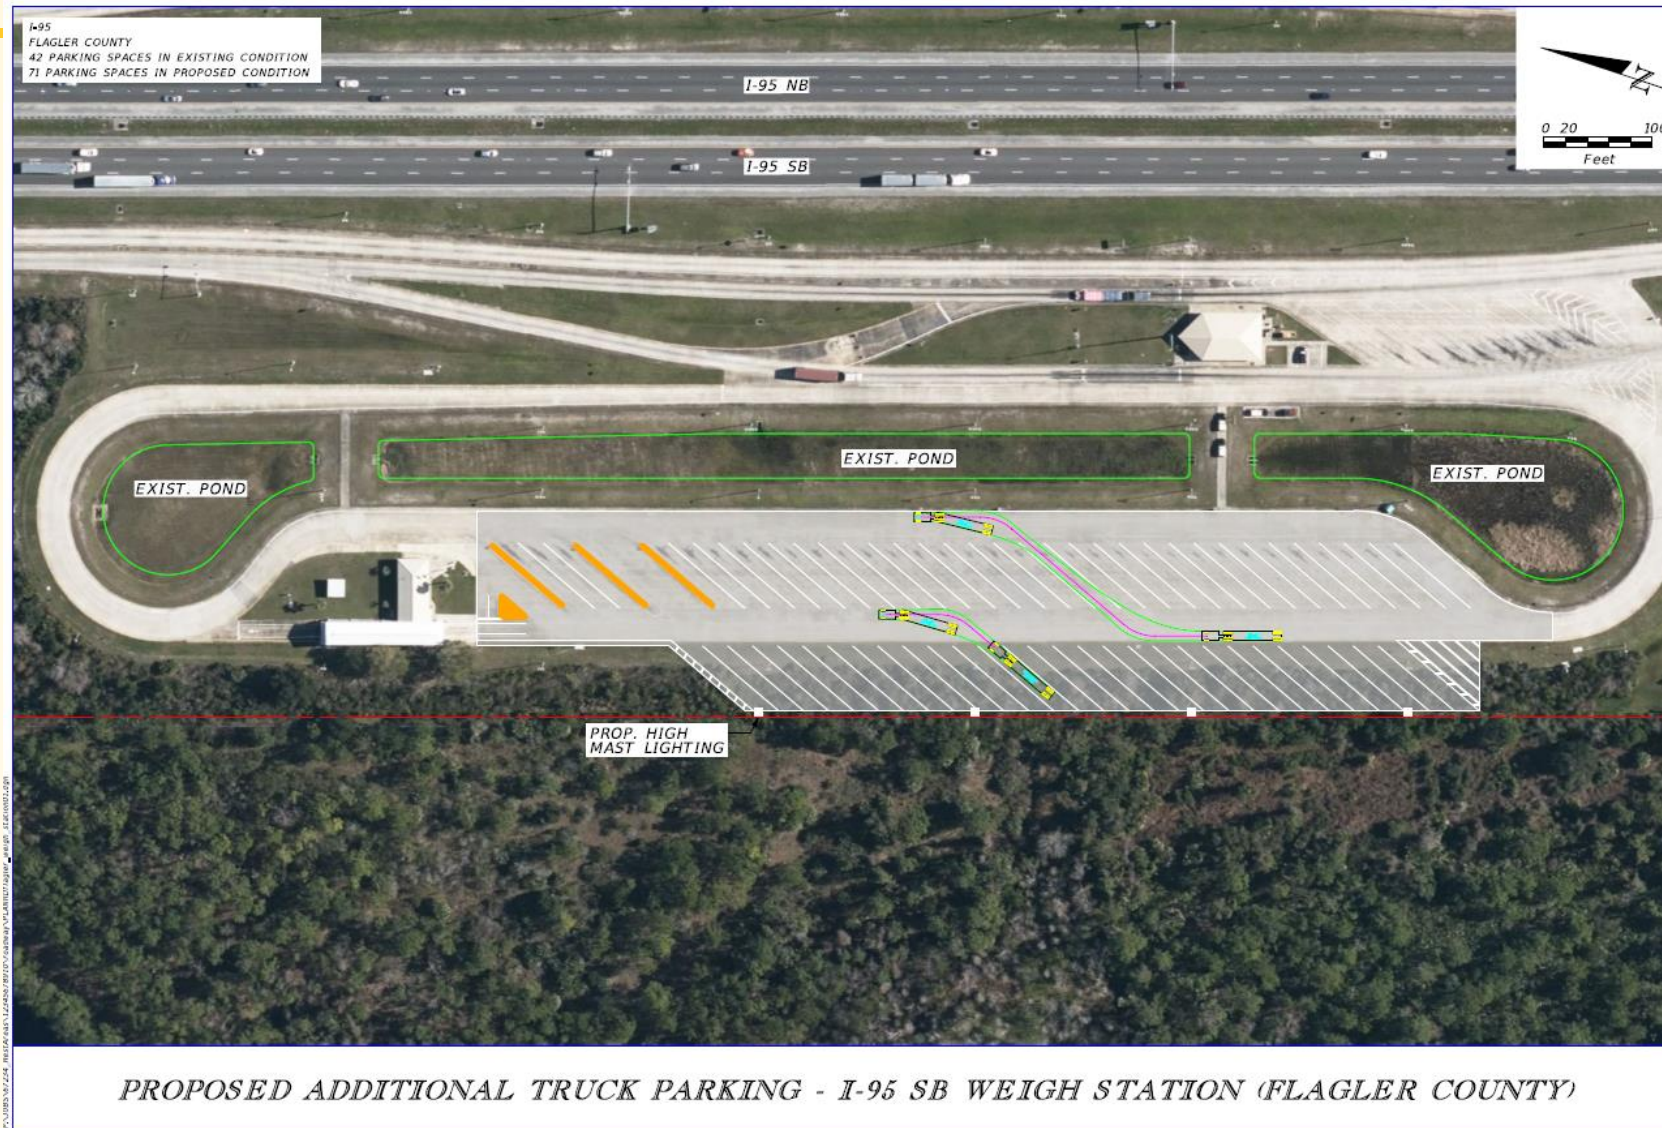 I-95
FLAGLER COUNTY
42 PARKING SPACES IN EXISTING CONDITION
71 PARKING SPACES IN PROPOSED CONDITION
I-95 NB
N
0 20 100
Feet
I-95 SB
EXIST. POND
EXIST. POND
EXIST. POND
PROP. HIGH
MAST LIGHTING
PROPOSED ADDITIONAL TRUCK PARKING - I-95 SB WEIGH STATION (FLAGLER COUNTY)